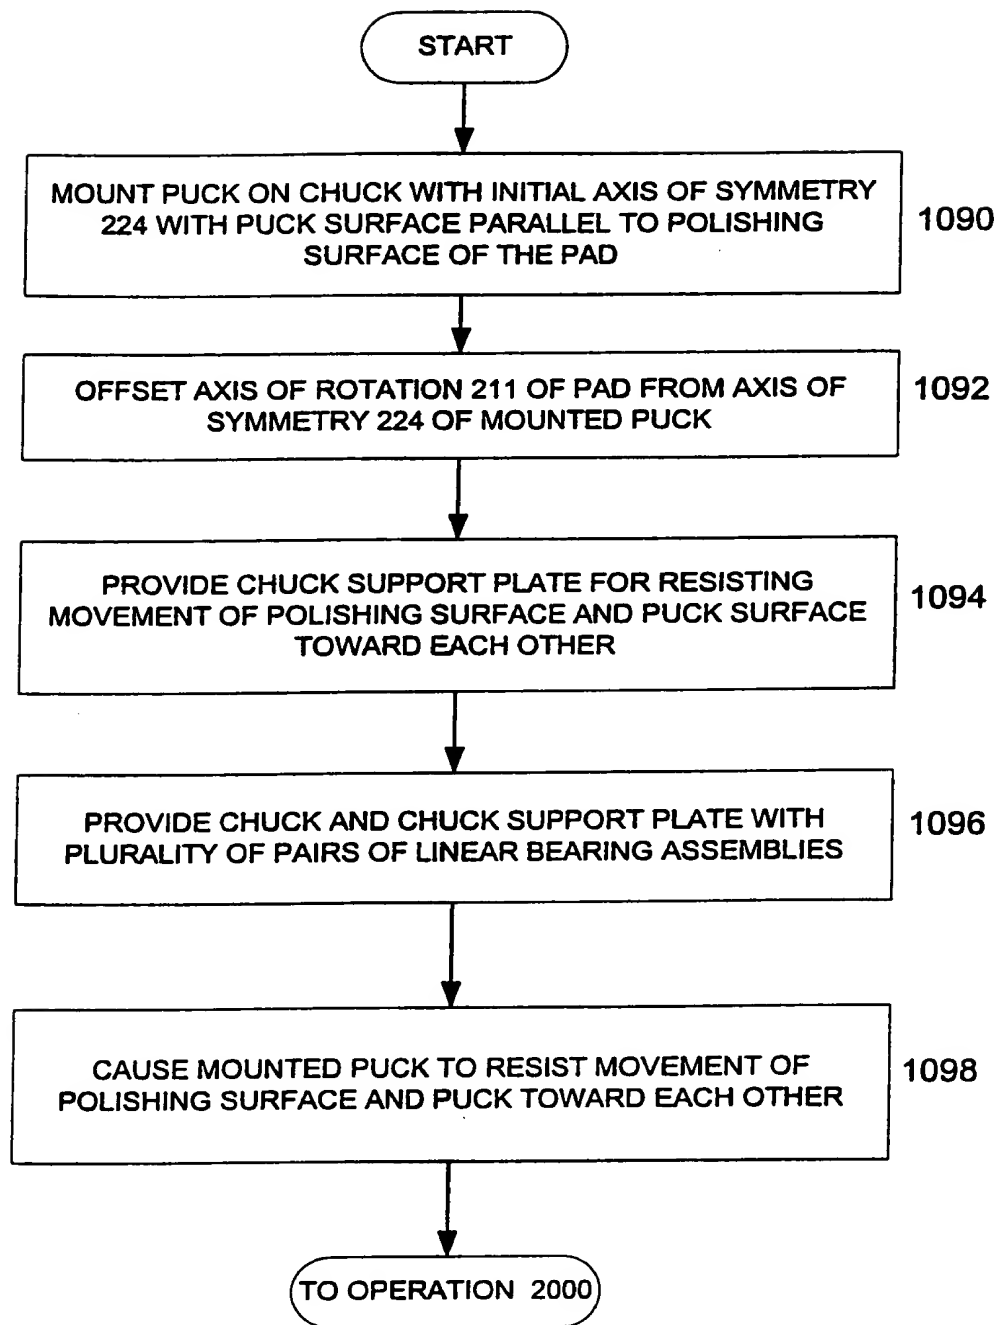 START
MOUNT PUCK ON CHUCK WITH INITIAL AXIS OF SYMMETRY
224 WITH PUCK SURFACE PARALLEL TO POLISHING
SURFACE OF THE PAD
1090
OFFSET AXIS OF ROTATION 211 OF PAD FROM AXIS OF
SYMMETRY 224 OF MOUNTED PUCK
1092
PROVIDE CHUCK SUPPORT PLATE FOR RESISTING
MOVEMENT OF POLISHING SURFACE AND PUCK SURFACE
TOWARD EACH OTHER
1094
PROVIDE CHUCK AND CHUCK SUPPORT PLATE WITH
PLURALITY OF PAIRS OF LINEAR BEARING ASSEMBLIES
1096
CAUSE MOUNTED PUCK TO RESIST MOVEMENT OF
POLISHING SURFACE AND PUCK TOWARD EACH OTHER
1098
TO OPERATION 2000